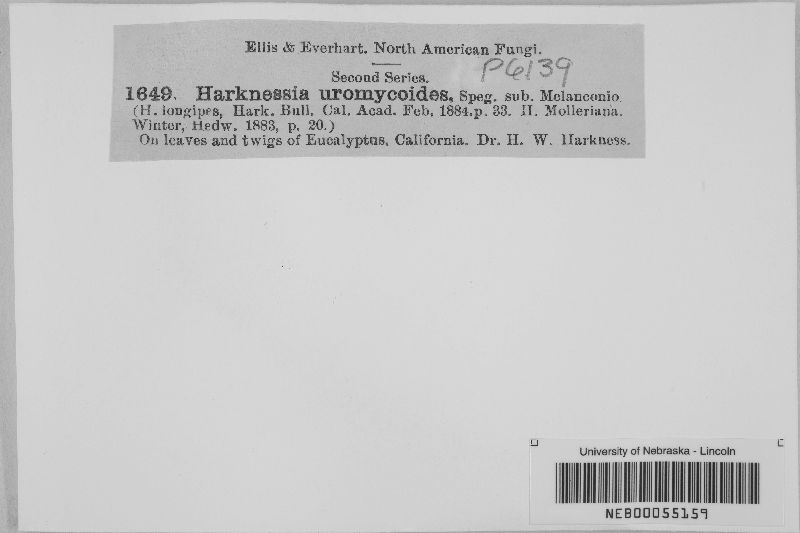 Ellis & Everhart. North American Fungi.
Second Series.
P6139
1649. Harknessia uromycoides, Speg. sub. Melanconio.
(H. longipes, Hark. Bull. Cal. Acad. Feb. 1884. p. 33. H. Molleriana.
Winter, Hedw. 1883, p. 20.)
On leaves and twigs of Eucalyptus, California. Dr. H. W. Harkness.
University of Nebraska - Lincoln
NEB00055159